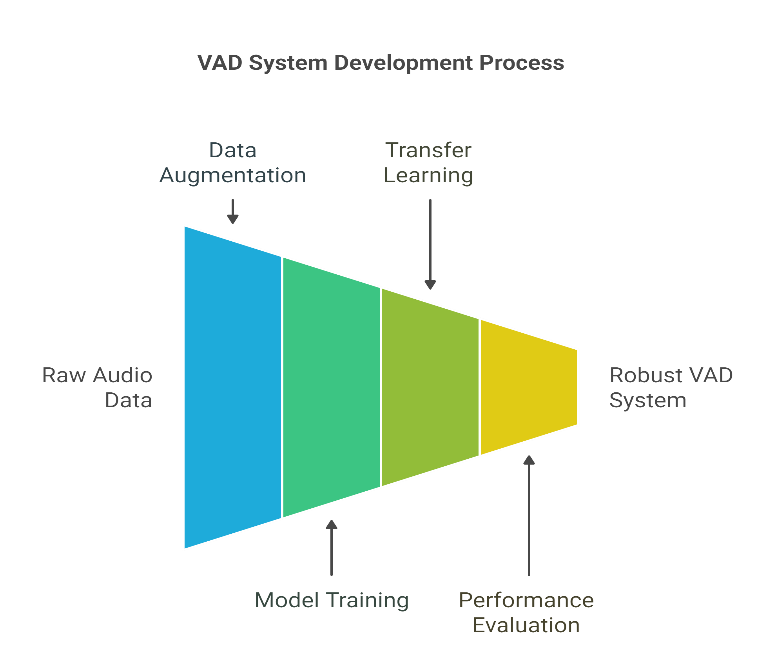 VAD System Development Process
Data
Augmentation
Transfer
Learning
Raw Audio
Data
Robust VAD
System
Model Training
Performance
Evaluation